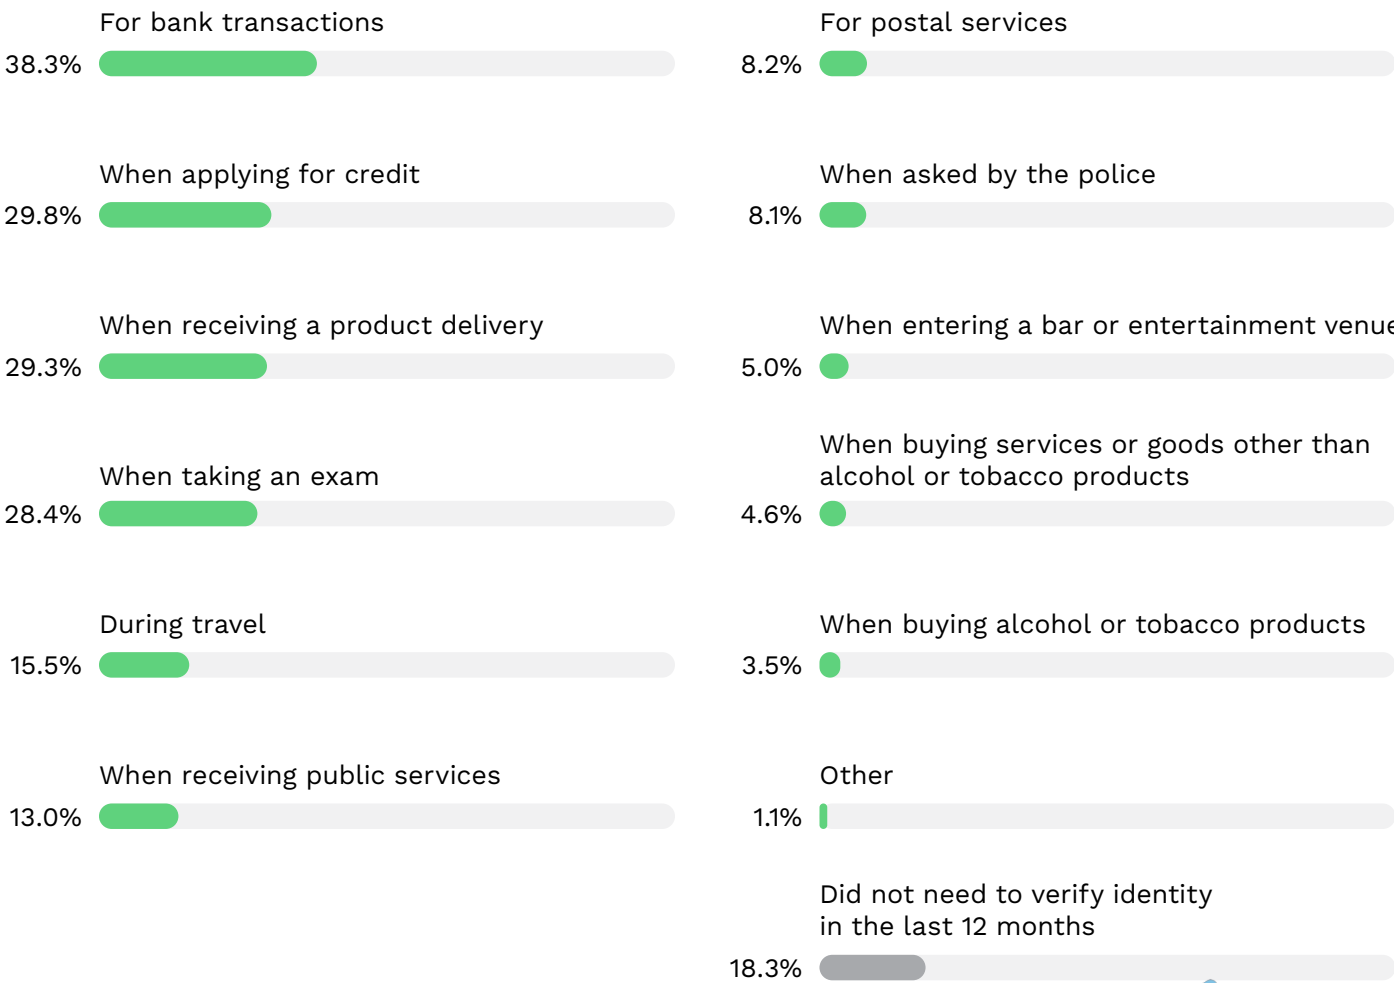 For bank transactions
38.3%
When applying for credit
29.8%
When receiving a product delivery
29.3%
When taking an exam
28.4%
During travel
15.5%
When receiving public services
13.0%
For postal services
8.2%
When asked by the police
8.1%
When entering a bar or entertainment venue
5.0%
When buying services or goods other than
alcohol or tobacco products
4.6%
When buying alcohol or tobacco products
3.5%
Other
1.1%
Did not need to verify identity
in the last 12 months
18.3%